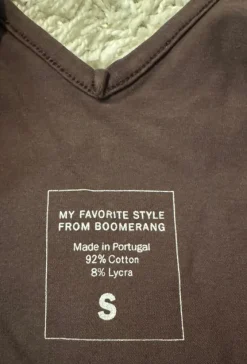 MY FAVORITE STYLE
FROM BOOMERANG
Made in Portugal
92% Cotton
8% Lycra
S